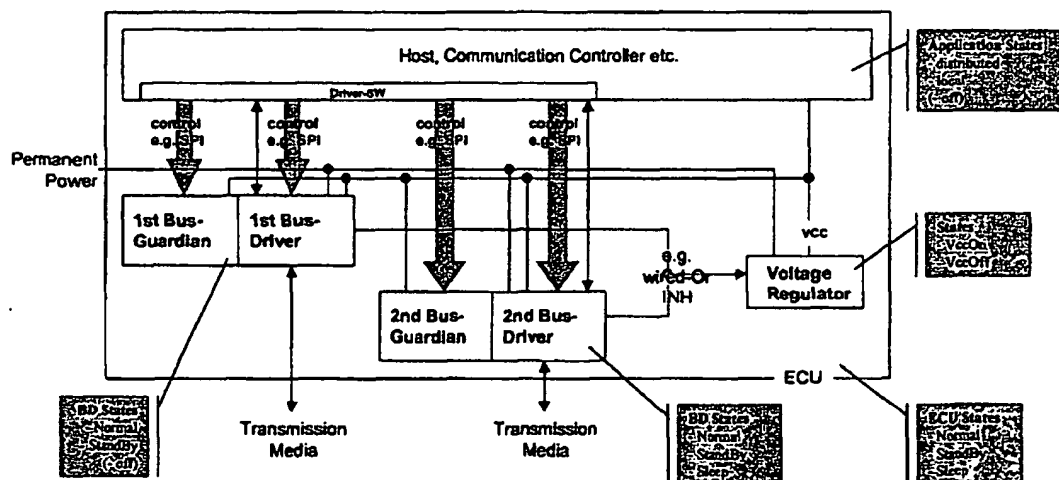 Host, Communication Controller etc.
Driver-SW
Application States
distributed
local
(-off)
control
e.g. SPI
control
e.g. SPI
control
e.g. SPI
control
e.g. SPI
Permanent
Power
1st Bus-
Guardian
1st Bus-
Driver
vcc
States
VccOn
VccOff
e.g.
wired-Or
INH
Voltage
Regulator
2nd Bus-
Guardian
2nd Bus-
Driver
ECU
BD States
Normal
StandBy
(-off)
Transmission
Media
Transmission
Media
BD States
Normal
StandBy
Sleep
ECU States
Normal
StandBy
Sleep